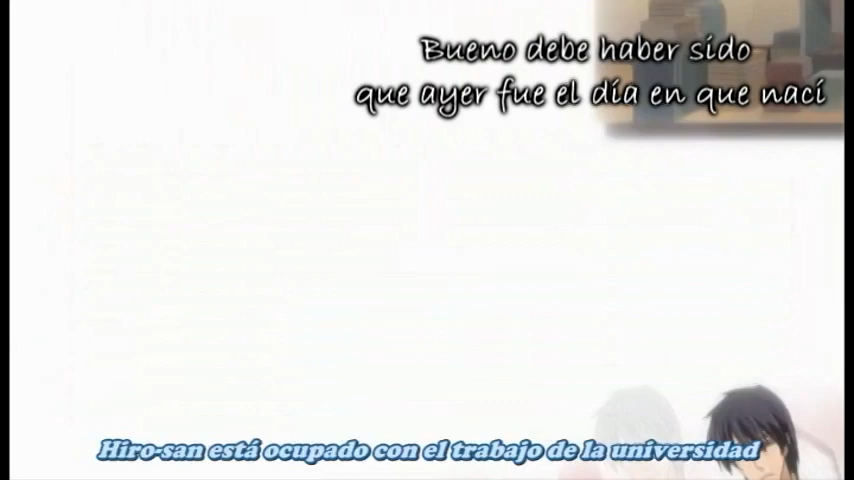 Bueno debe haber sido
que ayer fue el día en que nací
Hiro-san está ocupado con el trabajo de la universidad